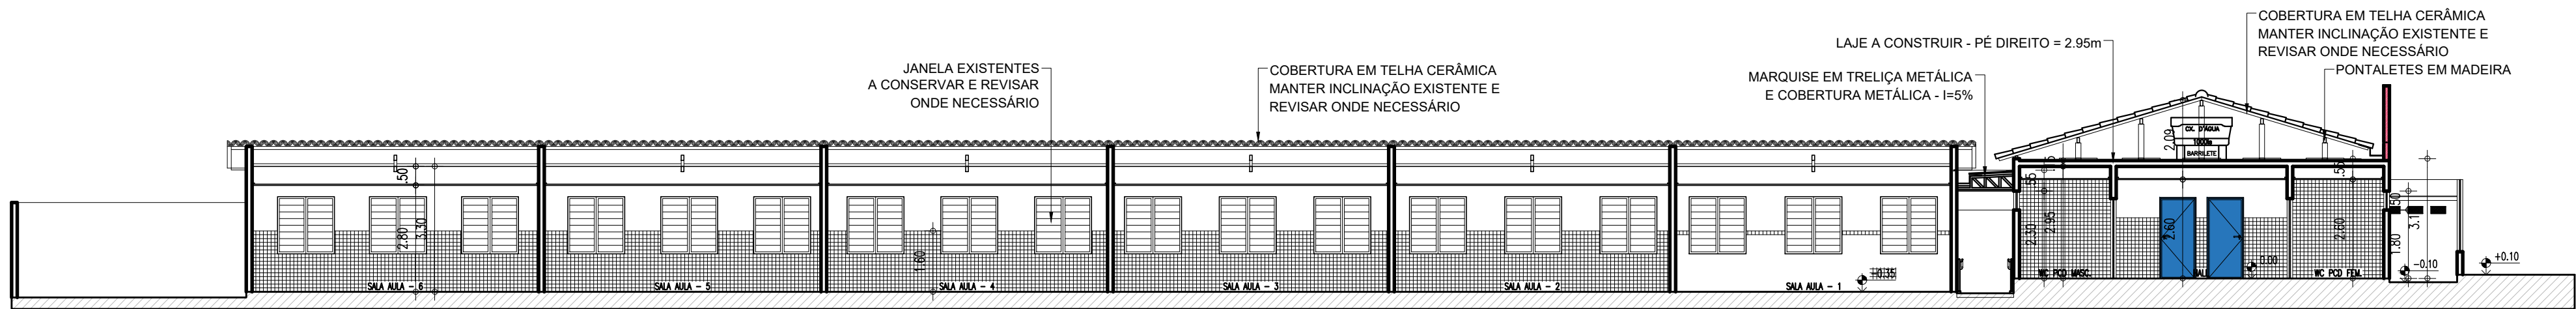 COBERTURA EM TELHA CERÂMICA
MANTER INCLINAÇÃO EXISTENTE E
REVISAR ONDE NECESSÁRIO
LAJE A CONSTRUIR - PÉ DIREITO = 2.95m
PONTALETES EM MADEIRA
JANELA EXISTENTES
A CONSERVAR E REVISAR
ONDE NECESSÁRIO
COBERTURA EM TELHA CERÂMICA
MANTER INCLINAÇÃO EXISTENTE E
REVISAR ONDE NECESSÁRIO
MARQUISE EM TRELIÇA METÁLICA
E COBERTURA METÁLICA - I=5%
CX. D'ÁGUA
1000lts
BARRILETE
2.09
.50
2.80
3.30
1.60
.55
2.30
2.95
2.60
2.60
.50
1.80
-0.10
+0.10
0.00
SALA AULA - 6
SALA AULA - 5
SALA AULA - 4
SALA AULA - 3
SALA AULA - 2
SALA AULA - 1
WC PCD MASC.
HALL
WC PCD FEM.